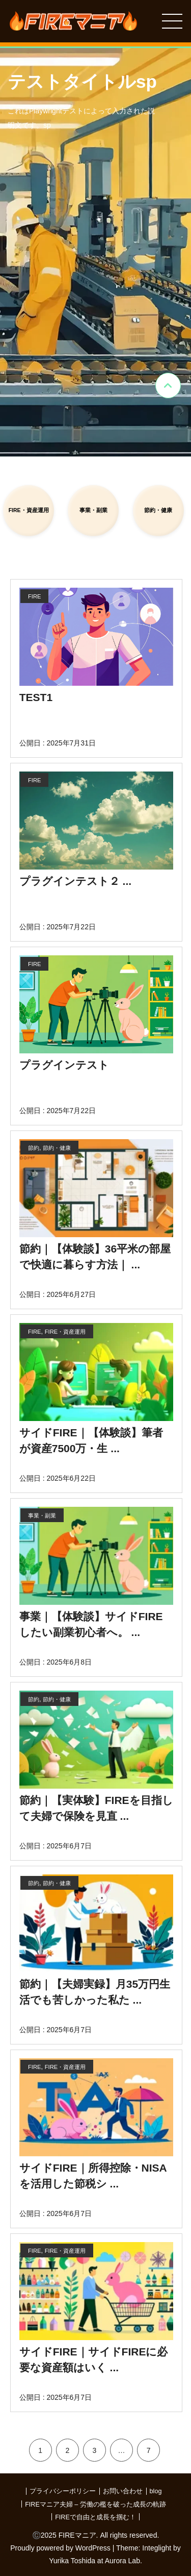 FIREマニア
テストタイトルsp
これはPlaywrightテストによって入力された説
FIRE・資産運用
事業・副業
節約・健康
FIRE
TEST1
公開日 : 2025年7月31日
FIRE
プラグインテスト２ ...
公開日 : 2025年7月22日
FIRE
プラグインテスト
公開日 : 2025年7月22日
節約, 節約・健康
節約｜【体験談】36平米の部屋
で快適に暮らす方法｜ ...
公開日 : 2025年6月27日
FIRE, FIRE・資産運用
サイドFIRE｜【体験談】筆者
が資産7500万・生 ...
公開日 : 2025年6月22日
事業・副業
事業｜【体験談】サイドFIRE
したい副業初心者へ。 ...
公開日 : 2025年6月8日
節約, 節約・健康
節約｜【実体験】FIREを目指し
て夫婦で保険を見直 ...
公開日 : 2025年6月7日
節約, 節約・健康
節約｜【夫婦実録】月35万円生
活でも苦しかった私た ...
公開日 : 2025年6月7日
FIRE, FIRE・資産運用
TAX
サイドFIRE｜所得控除・NISA
を活用した節税シ ...
公開日 : 2025年6月7日
FIRE, FIRE・資産運用
サイドFIRE｜サイドFIREに必
要な資産額はいく ...
公開日 : 2025年6月7日
1 2 3 … 7
| プライバシーポリシー | お問い合わせ | blog
| FIREマニア夫婦 – 労働の檻を破った成長の軌跡
| FIREで自由と成長を掴む！ |
©2025 FIREマニア. All rights reserved.
Proudly powered by WordPress | Theme: Intelight by
Yurika Toshida at Aurora Lab.